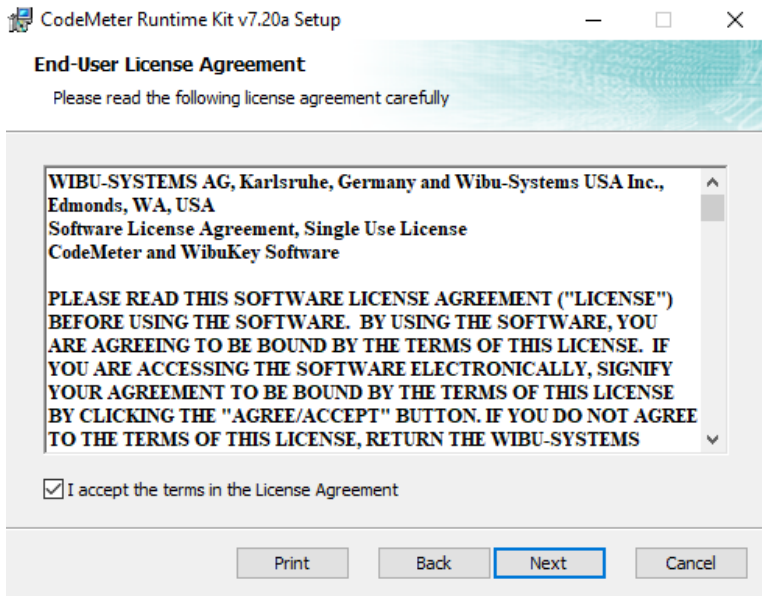 CodeMeter Runtime Kit v7.20a Setup
End-User License Agreement
Please read the following license agreement carefully
WIBU-SYSTEMS AG, Karlsruhe, Germany and Wibu-Systems USA Inc.,
Edmonds, WA, USA
Software License Agreement, Single Use License
CodeMeter and WibuKey Software
PLEASE READ THIS SOFTWARE LICENSE AGREEMENT ("LICENSE")
BEFORE USING THE SOFTWARE.  BY USING THE SOFTWARE, YOU
ARE AGREEING TO BE BOUND BY THE TERMS OF THIS LICENSE.  IF
YOU ARE ACCESSING THE SOFTWARE ELECTRONICALLY, SIGNIFY
YOUR AGREEMENT TO BE BOUND BY THE TERMS OF THIS LICENSE
BY CLICKING THE "AGREE/ACCEPT" BUTTON. IF YOU DO NOT AGREE
TO THE TERMS OF THIS LICENSE, RETURN THE WIBU-SYSTEMS
I accept the terms in the License Agreement
Print Back Next Cancel